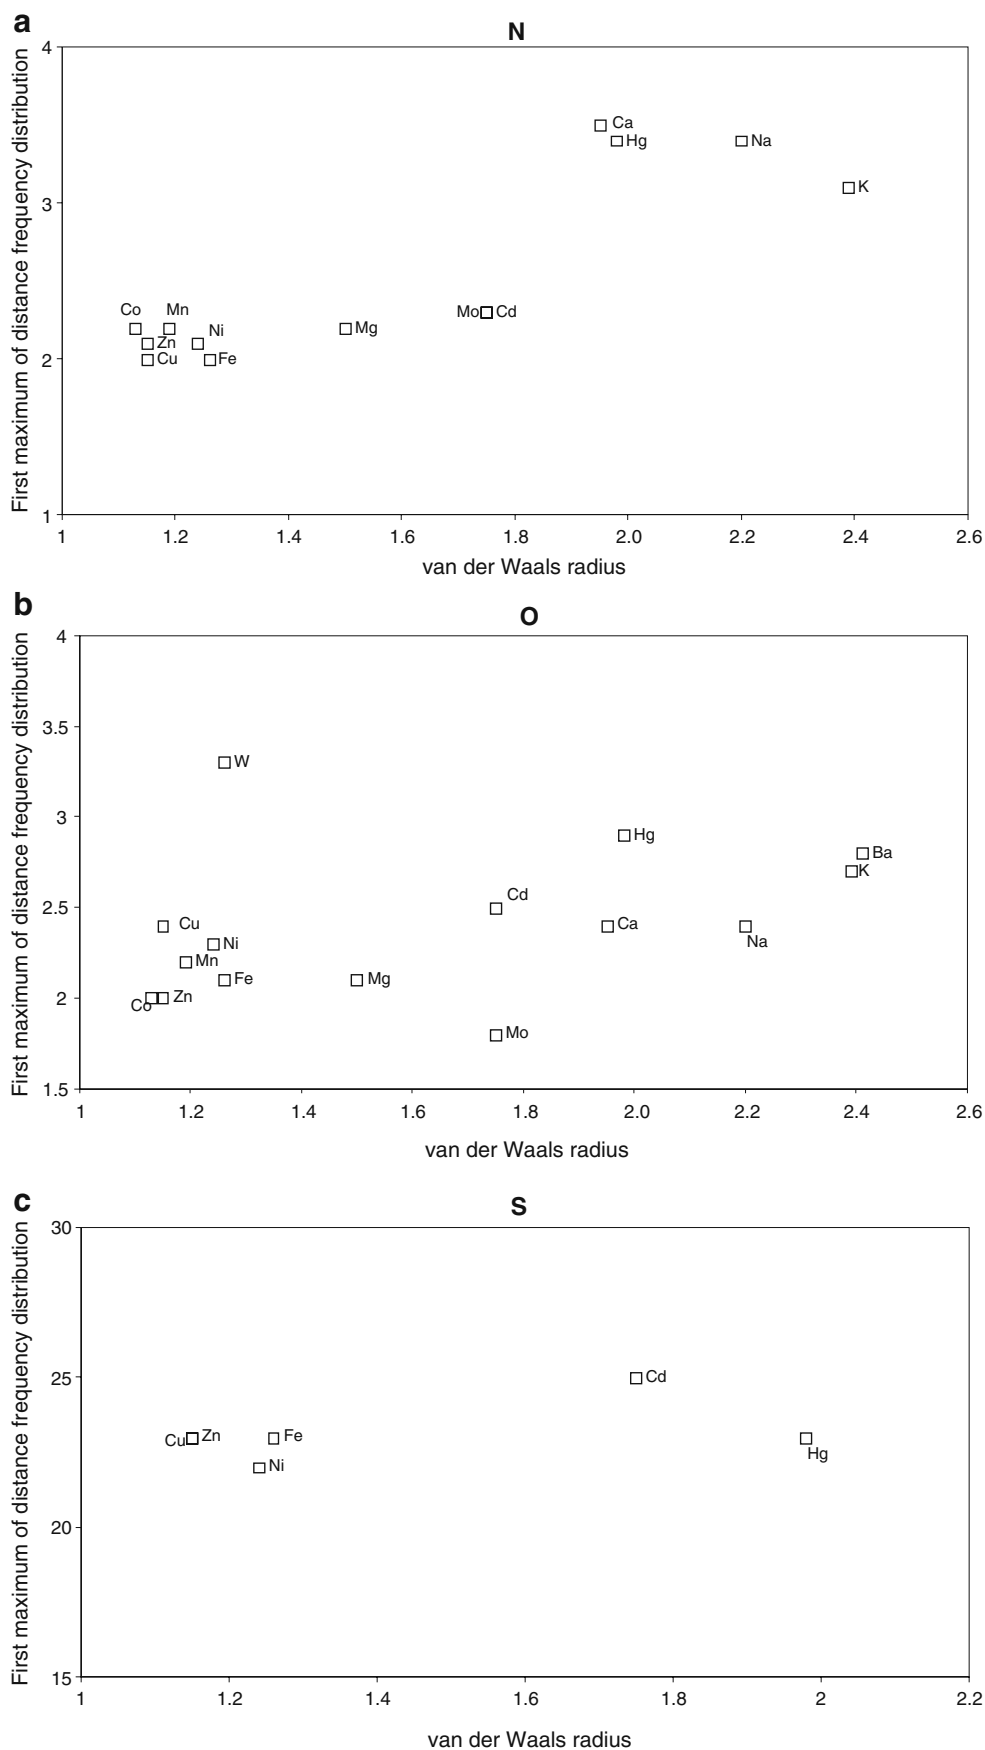 a
N
First maximum of distance frequency distribution
4
3
2
1
Ca
Hg
Na
K
Co
Mn
Ni
Zn
Cu
Fe
Mg
Mo
Cd
1 1.2 1.4 1.6 1.8 2.0 2.2 2.4 2.6
van der Waals radius
b
O
First maximum of distance frequency distribution
4
3.5
3
2.5
2
1.5
W
Hg
Ba
K
Cd
Cu
Ca
Na
Ni
Mn
Fe
Mg
Co
Zn
Mo
1 1.2 1.4 1.6 1.8 2.0 2.2 2.4 2.6
van der Waals radius
c
S
First maximum of distance frequency distribution
30
25
20
15
Cd
Cu
Zn
Fe
Ni
Hg
1 1.2 1.4 1.6 1.8 2 2.2
van der Waals radius